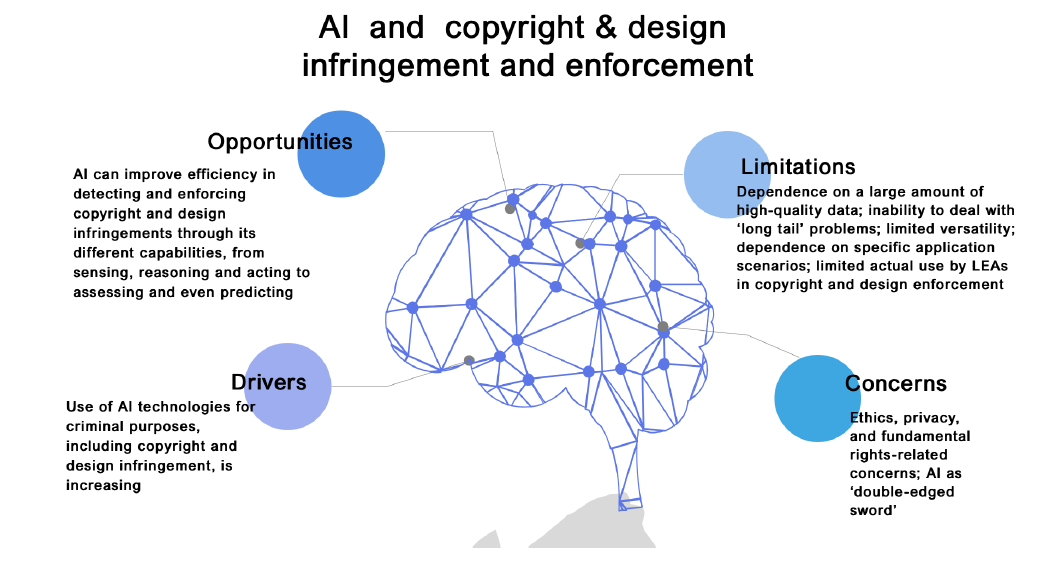 AI and copyright & design
infringement and enforcement
Opportunities
AI can improve efficiency in
detecting and enforcing
copyright and design
infringements through its
different capabilities, from
sensing, reasoning and acting to
assessing and even predicting
Limitations
Dependence on a large amount of
high-quality data; inability to deal with
‘long tail’ problems; limited versatility;
dependence on specific application
scenarios; limited actual use by LEAs
in copyright and design enforcement
Drivers
Use of AI technologies for
criminal purposes,
including copyright and
design infringement, is
increasing
Concerns
Ethics, privacy,
and fundamental
rights-related
concerns; AI as
‘double-edged
sword’